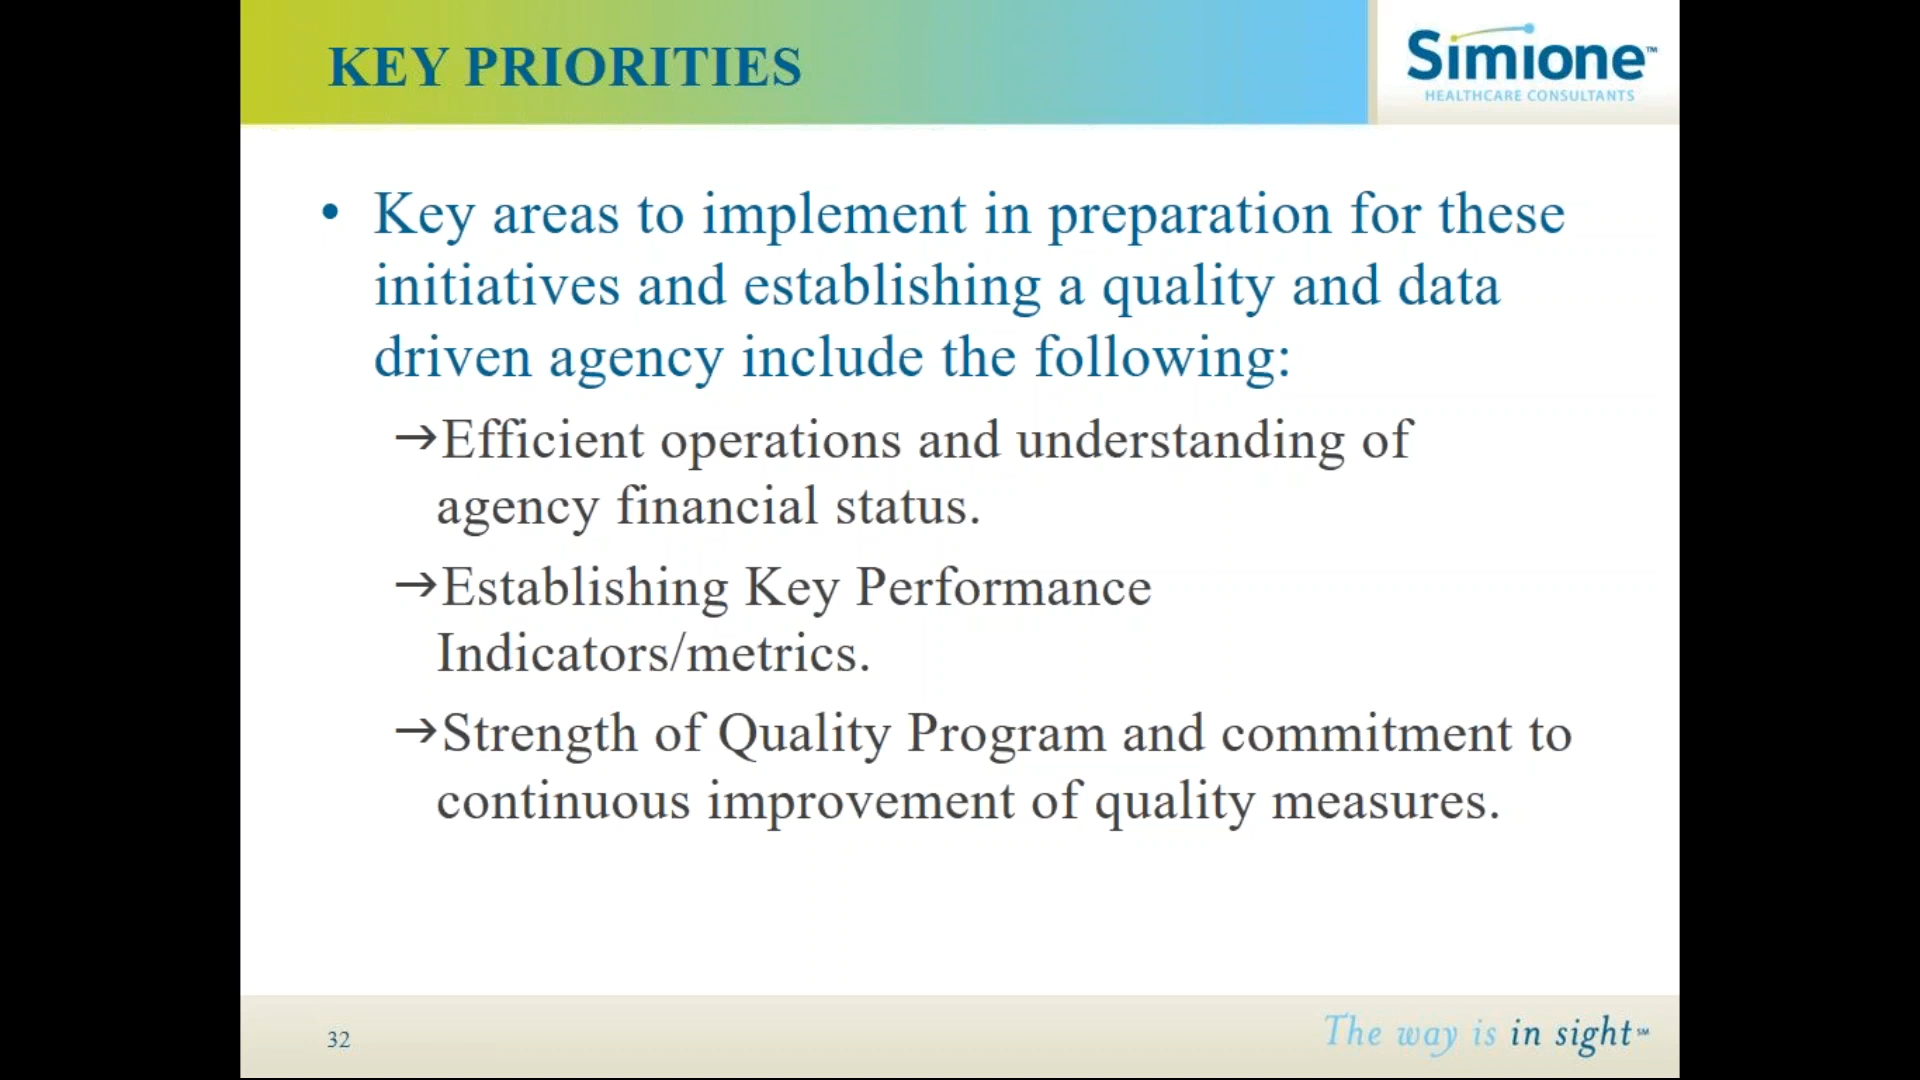 KEY PRIORITIES
Simione™
HEALTHCARE CONSULTANTS
• Key areas to implement in preparation for these
initiatives and establishing a quality and data
driven agency include the following:
→Efficient operations and understanding of
agency financial status.
→Establishing Key Performance
Indicators/metrics.
→Strength of Quality Program and commitment to
continuous improvement of quality measures.
32
The way is in sight℠